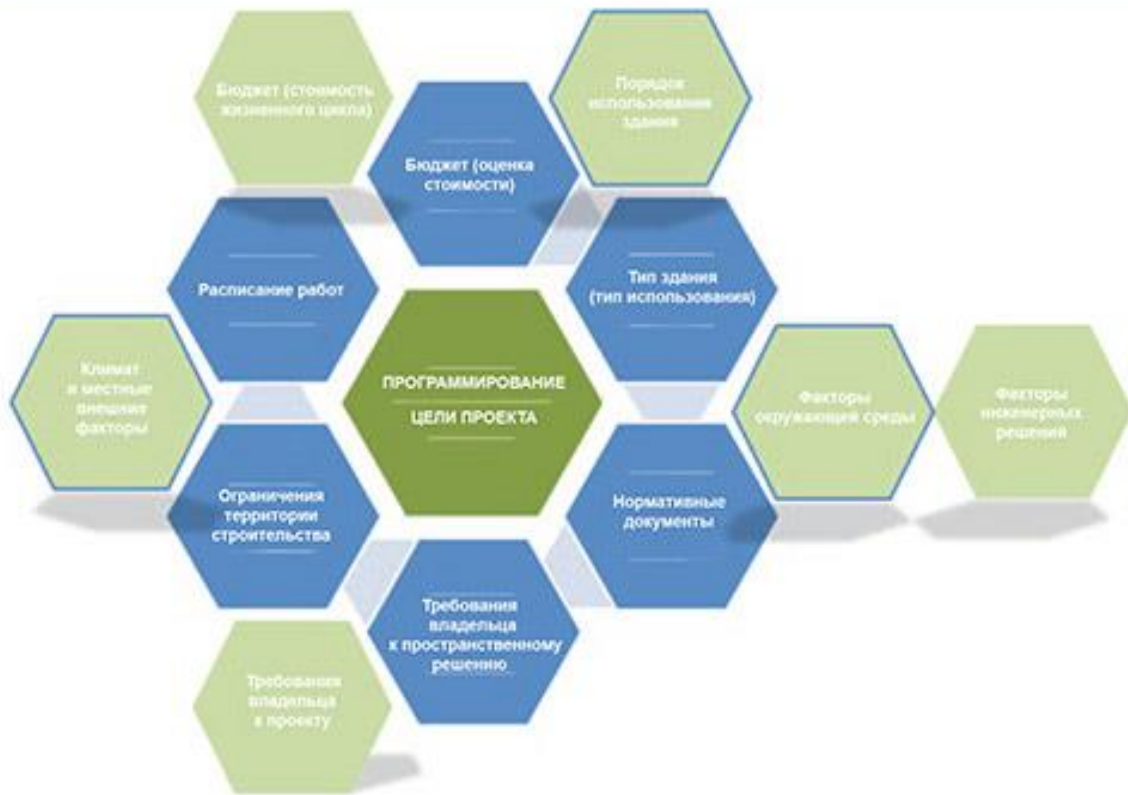 Бюджет (стоимость
жизненного цикла)
Порядок
использования
здания
Бюджет (оценка
стоимости)
Расписание работ
Тип здания
(тип использования)
Климат
и местные
внешние
факторы
ПРОГРАММИРОВАНИЕ
ЦЕЛИ ПРОЕКТА
Факторы
окружающей среды
Факторы
инженерных
решений
Ограничения
территории
строительства
Нормативные
документы
Требования
владельца
к пространственному
решению
Требования
владельца
к проекту